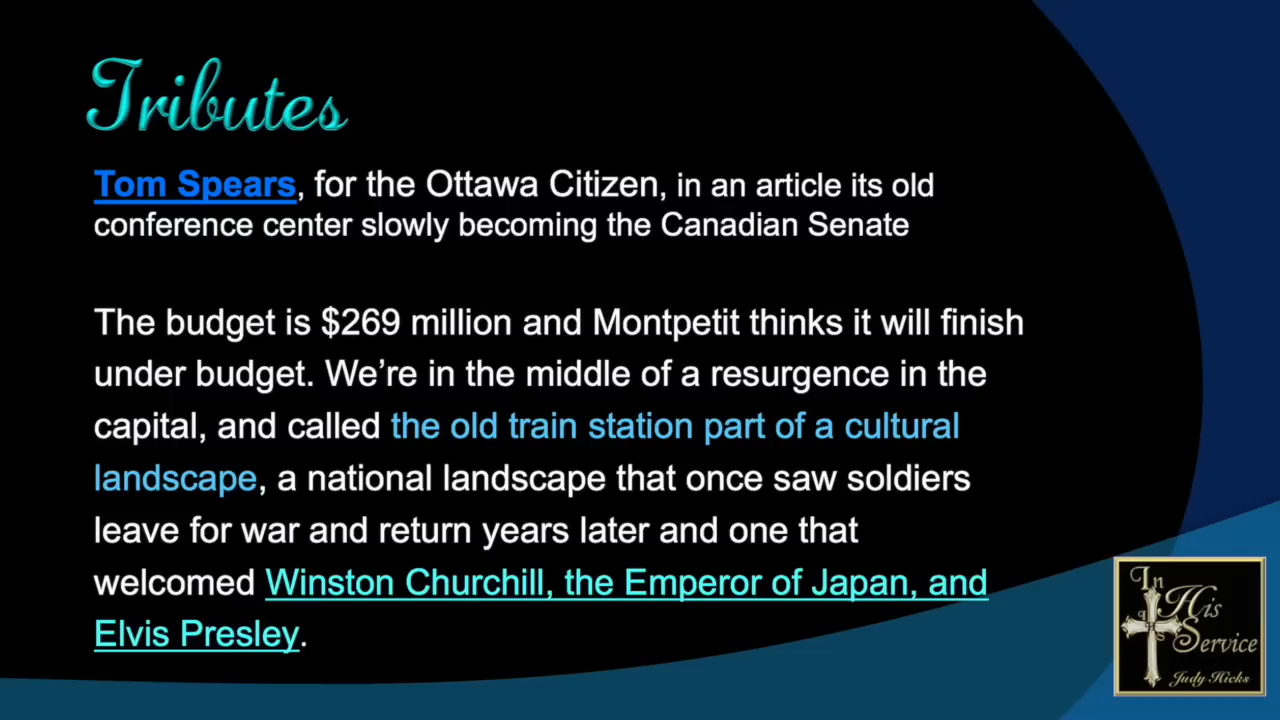 Tributes
Tom Spears, for the Ottawa Citizen, in an article its old
conference center slowly becoming the Canadian Senate
The budget is $269 million and Montpetit thinks it will finish
under budget. We’re in the middle of a resurgence in the
capital, and called the old train station part of a cultural
landscape, a national landscape that once saw soldiers
leave for war and return years later and one that
welcomed Winston Churchill, the Emperor of Japan, and
Elvis Presley.
In
His
Service
Judy Hicks